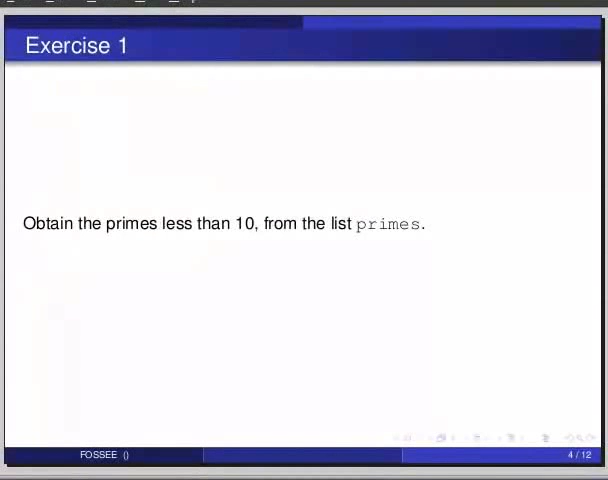 Exercise 1
Obtain the primes less than 10, from the list primes.
FOSSEE ()
4 / 12